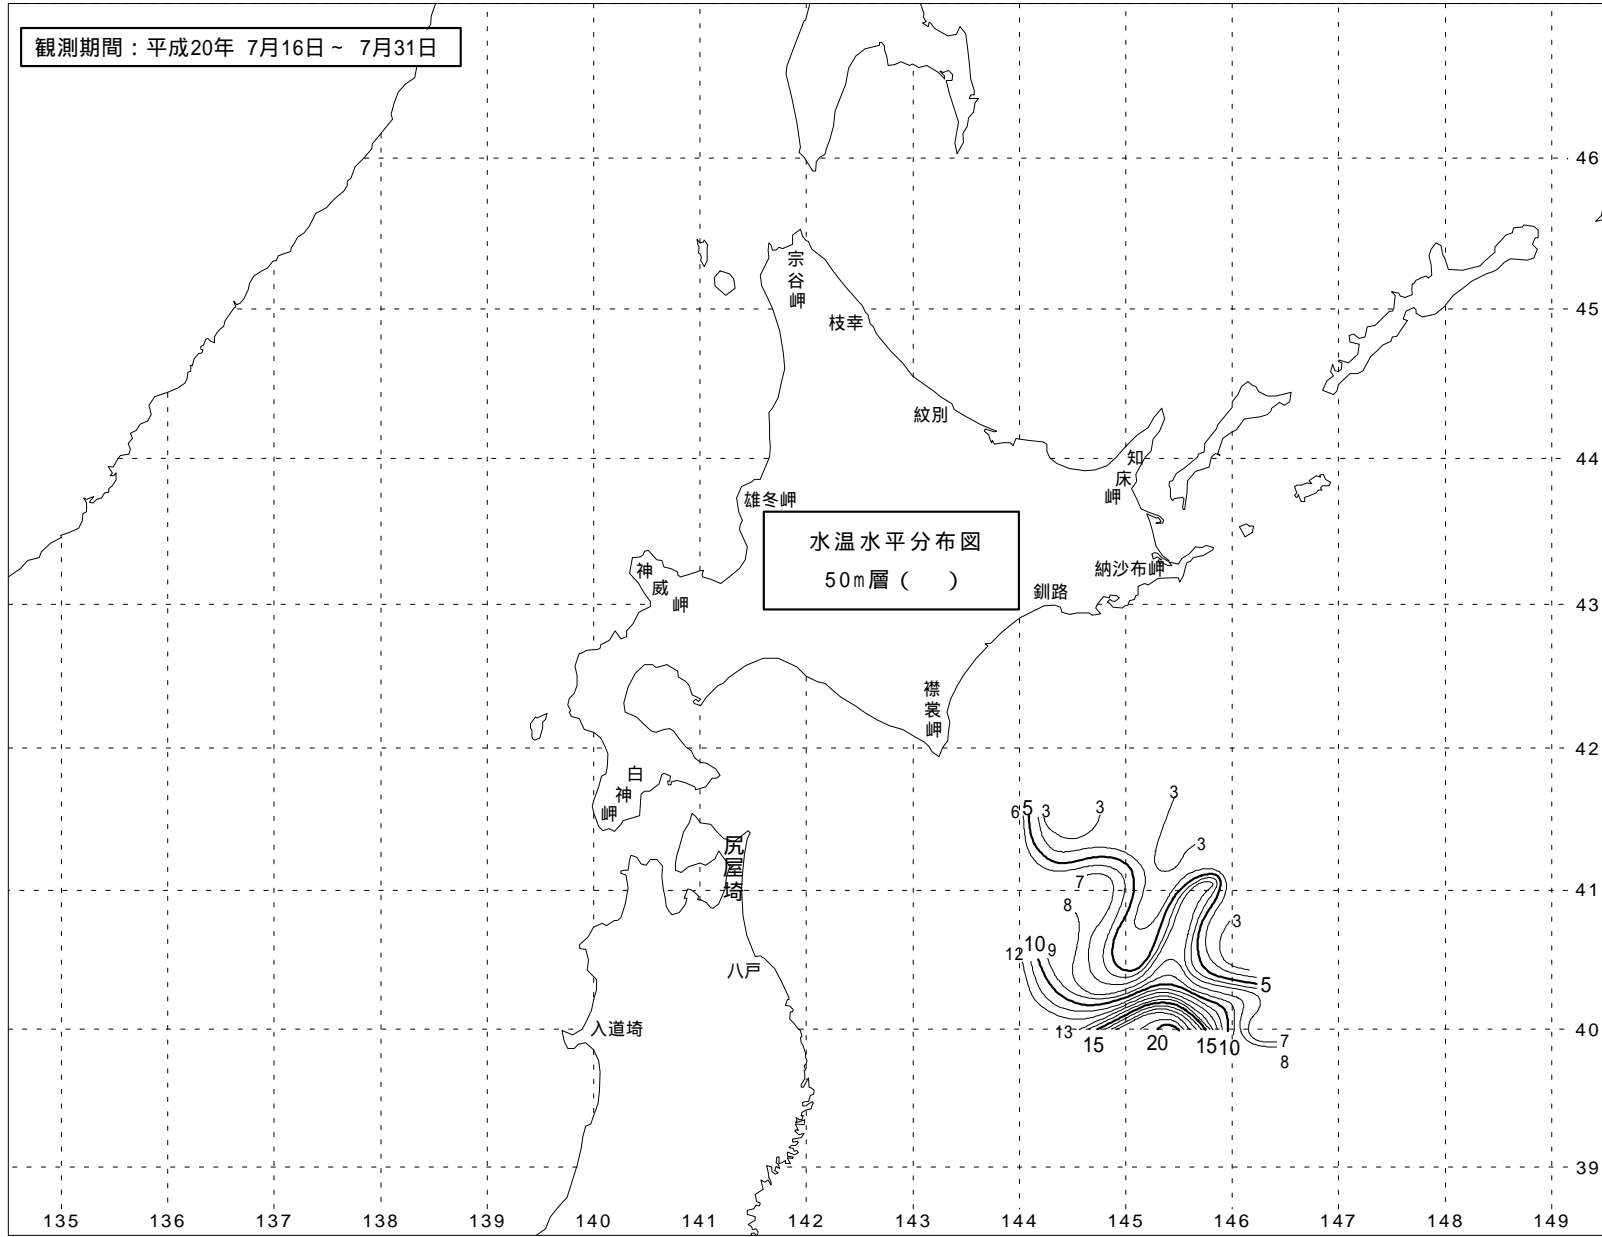 観測期間：平成20年 7月16日～ 7月31日
46
宗谷岬
45
枝幸
紋別
44
知床岬
雄冬岬
水温水平分布図
50m層（　）
納沙布岬
神威岬
釧路
43
襟裳岬
42
白神岬
3
6 5 3 3
尻屋埼
3
7
41
8
3
12 10 9
八戸
5
入道埼
13
40
15 20 15 10
7
8
39
135 136 137 138 139 140 141 142 143 144 145 146 147 148 149